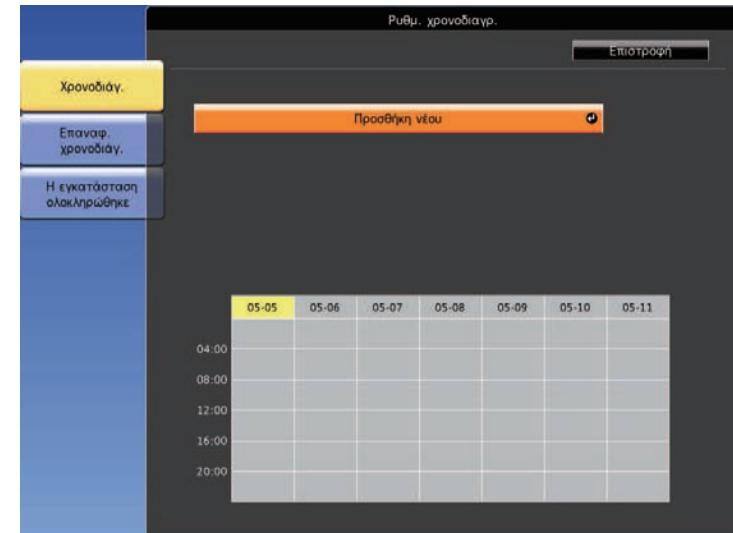 Ρυθμ. χρονοδιαγρ.
Επιστροφή
Χρονοδιάγ.
Επαναφ.
χρονοδιάγ.
Η εγκατάσταση
ολοκληρώθηκε
Προσθήκη νέου
05-05 05-06 05-07 05-08 05-09 05-10 05-11
04:00
08:00
12:00
16:00
20:00